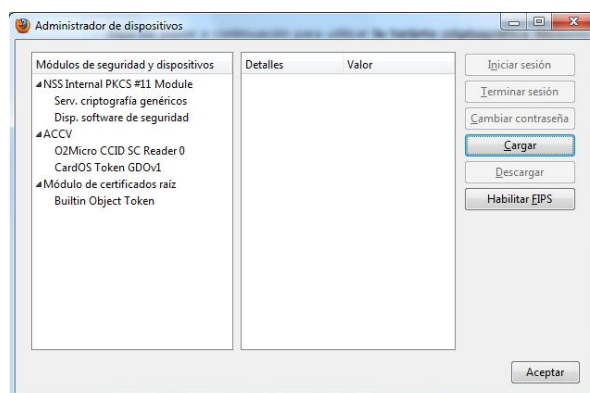 Administrador de dispositivos
Módulos de seguridad y dispositivos
NSS Internal PKCS #11 Module
Serv. criptografía genéricos
Disp. software de seguridad
ACCV
O2Micro CCID SC Reader 0
CardOS Token GDOv1
Módulo de certificados raíz
Builtin Object Token
Detalles
Valor
Iniciar sesión
Terminar sesión
Cambiar contraseña
Cargar
Descargar
Habilitar FIPS
Aceptar